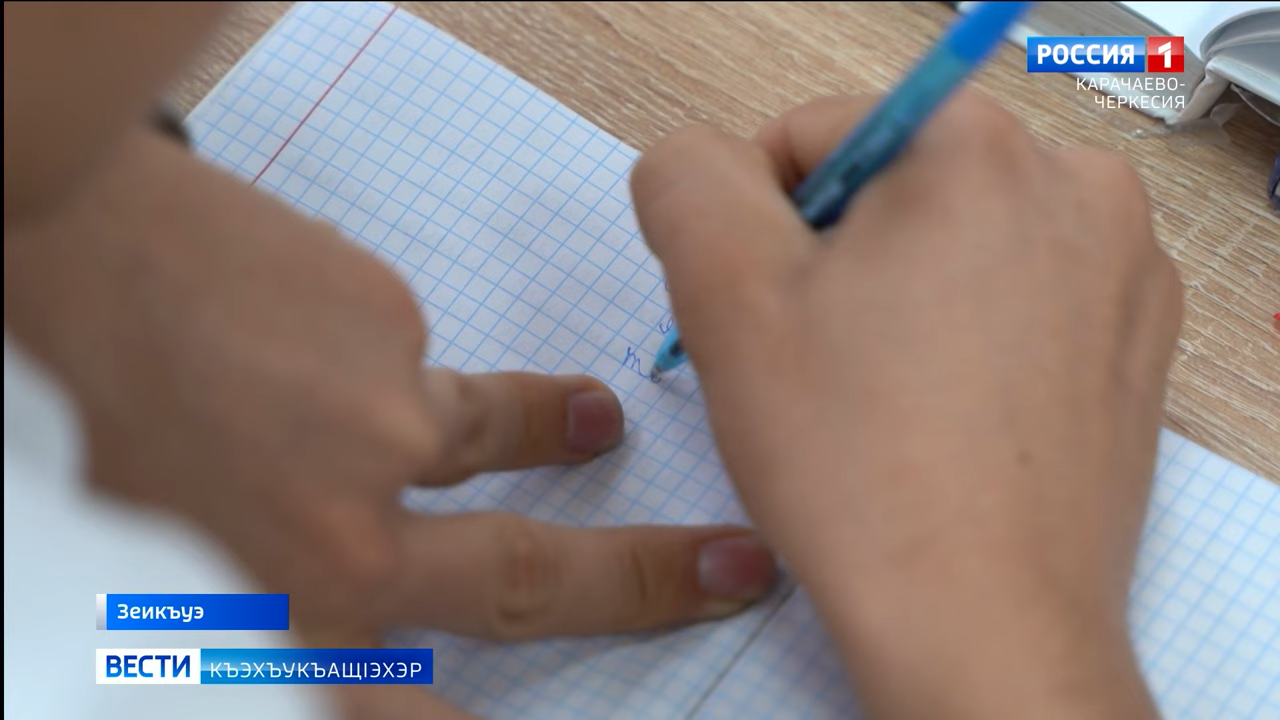 РОССИЯ 1
КАРАЧАЕВО-
ЧЕРКЕСИЯ
т
Зеикъуэ
ВЕСТИ КЪЭХЪУКЪАЩІЭХЭР